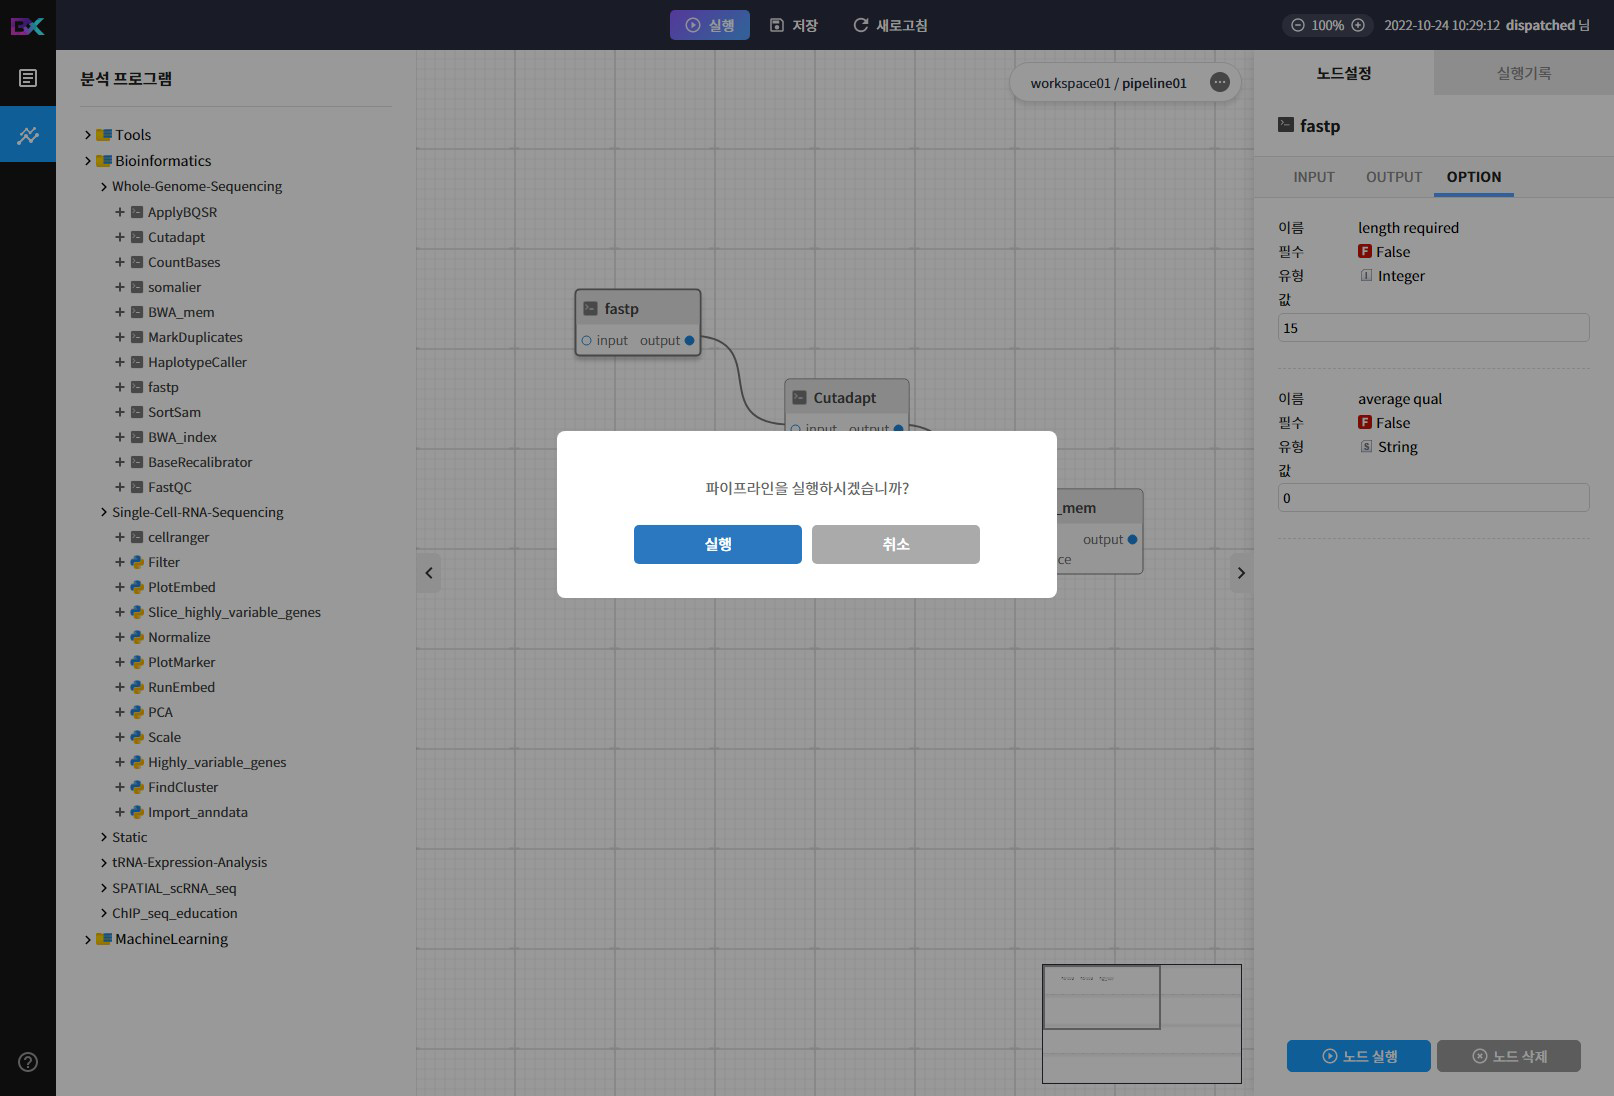 BX
실행
저장
새로고침
100%
2022-10-24 10:29:12 dispatched 님
분석 프로그램
Tools
Bioinformatics
Whole-Genome-Sequencing
ApplyBQSR
Cutadapt
CountBases
somalier
BWA_mem
MarkDuplicates
HaplotypeCaller
fastp
SortSam
BWA_index
BaseRecalibrator
FastQC
Single-Cell-RNA-Sequencing
cellranger
Filter
PlotEmbed
Slice_highly_variable_genes
Normalize
PlotMarker
RunEmbed
PCA
Scale
Highly_variable_genes
FindCluster
Import_anndata
Static
tRNA-Expression-Analysis
SPATIAL_scRNA_seq
ChIP_seq_education
MachineLearning
workspace01 / pipeline01
fastp
input output
Cutadapt
input output
_mem
output
ce
파이프라인을 실행하시겠습니까?
실행
취소
노드설정
실행기록
fastp
INPUT
OUTPUT
OPTION
이름 length required
필수 F False
유형 I Integer
값
15
이름 average qual
필수 F False
유형 S String
값
0
노드 실행
노드 삭제